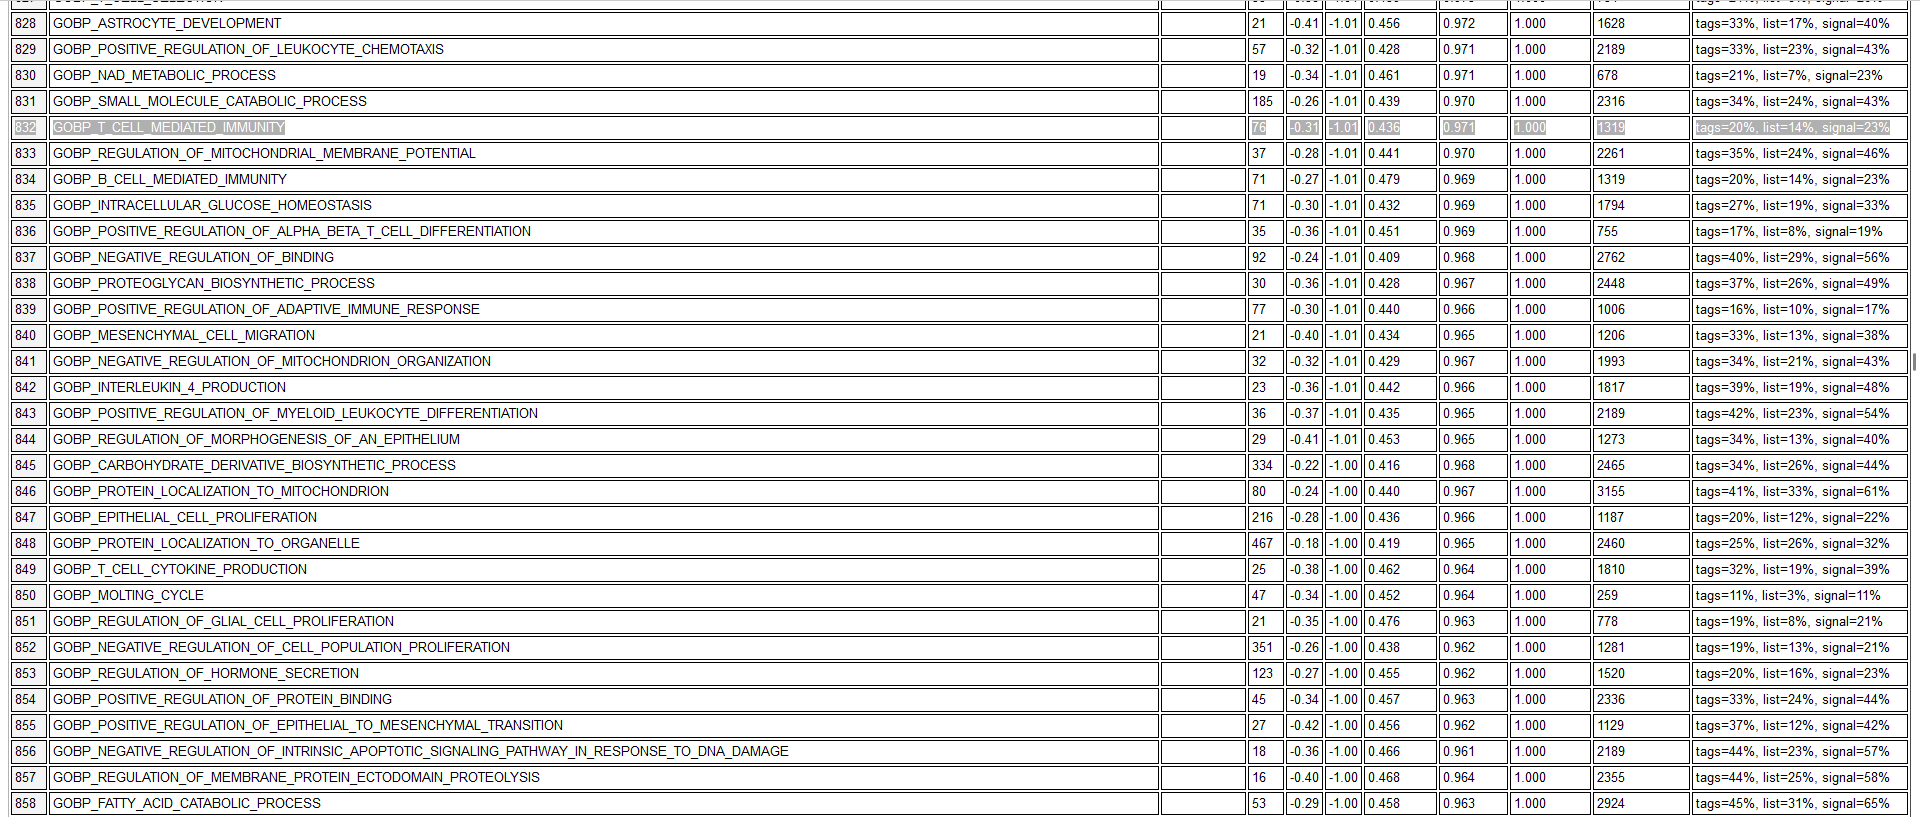 828 GOBP_ASTROCYTE_DEVELOPMENT 21 -0.41 -1.01 0.456 0.972 1.000 1628 tags=33%, list=17%, signal=40%
829 GOBP_POSITIVE_REGULATION_OF_LEUKOCYTE_CHEMOTAXIS 57 -0.32 -1.01 0.428 0.971 1.000 2189 tags=33%, list=23%, signal=43%
830 GOBP_NAD_METABOLIC_PROCESS 19 -0.34 -1.01 0.461 0.971 1.000 678 tags=21%, list=7%, signal=23%
831 GOBP_SMALL_MOLECULE_CATABOLIC_PROCESS 185 -0.26 -1.01 0.439 0.970 1.000 2316 tags=34%, list=24%, signal=43%
832 GOBP_T_CELL_MEDIATED_IMMUNITY 76 -0.31 -1.01 0.436 0.971 1.000 1319 tags=20%, list=14%, signal=23%
833 GOBP_REGULATION_OF_MITOCHONDRIAL_MEMBRANE_POTENTIAL 37 -0.28 -1.01 0.441 0.970 1.000 2261 tags=35%, list=24%, signal=46%
834 GOBP_B_CELL_MEDIATED_IMMUNITY 71 -0.27 -1.01 0.479 0.969 1.000 1319 tags=20%, list=14%, signal=23%
835 GOBP_INTRACELLULAR_GLUCOSE_HOMEOSTASIS 71 -0.30 -1.01 0.432 0.969 1.000 1794 tags=27%, list=19%, signal=33%
836 GOBP_POSITIVE_REGULATION_OF_ALPHA_BETA_T_CELL_DIFFERENTIATION 35 -0.36 -1.01 0.451 0.969 1.000 755 tags=17%, list=8%, signal=19%
837 GOBP_NEGATIVE_REGULATION_OF_BINDING 92 -0.24 -1.01 0.409 0.968 1.000 2762 tags=40%, list=29%, signal=56%
838 GOBP_PROTEOGLYCAN_BIOSYNTHETIC_PROCESS 30 -0.36 -1.01 0.428 0.967 1.000 2448 tags=37%, list=26%, signal=49%
839 GOBP_POSITIVE_REGULATION_OF_ADAPTIVE_IMMUNE_RESPONSE 77 -0.30 -1.01 0.440 0.966 1.000 1006 tags=16%, list=10%, signal=17%
840 GOBP_MESENCHYMAL_CELL_MIGRATION 21 -0.40 -1.01 0.434 0.965 1.000 1206 tags=33%, list=13%, signal=38%
841 GOBP_NEGATIVE_REGULATION_OF_MITOCHONDRION_ORGANIZATION 32 -0.32 -1.01 0.429 0.967 1.000 1993 tags=34%, list=21%, signal=43%
842 GOBP_INTERLEUKIN_4_PRODUCTION 23 -0.36 -1.01 0.442 0.966 1.000 1817 tags=39%, list=19%, signal=48%
843 GOBP_POSITIVE_REGULATION_OF_MYELOID_LEUKOCYTE_DIFFERENTIATION 36 -0.37 -1.01 0.435 0.965 1.000 2189 tags=42%, list=23%, signal=54%
844 GOBP_REGULATION_OF_MORPHOGENESIS_OF_AN_EPITHELIUM 29 -0.41 -1.01 0.453 0.965 1.000 1273 tags=34%, list=13%, signal=40%
845 GOBP_CARBOHYDRATE_DERIVATIVE_BIOSYNTHETIC_PROCESS 334 -0.22 -1.00 0.416 0.968 1.000 2465 tags=34%, list=26%, signal=44%
846 GOBP_PROTEIN_LOCALIZATION_TO_MITOCHONDRION 80 -0.24 -1.00 0.440 0.967 1.000 3155 tags=41%, list=33%, signal=61%
847 GOBP_EPITHELIAL_CELL_PROLIFERATION 216 -0.28 -1.00 0.436 0.966 1.000 1187 tags=20%, list=12%, signal=22%
848 GOBP_PROTEIN_LOCALIZATION_TO_ORGANELLE 467 -0.18 -1.00 0.419 0.965 1.000 2460 tags=25%, list=26%, signal=32%
849 GOBP_T_CELL_CYTOKINE_PRODUCTION 25 -0.38 -1.00 0.462 0.964 1.000 1810 tags=32%, list=19%, signal=39%
850 GOBP_MOLTING_CYCLE 47 -0.34 -1.00 0.452 0.964 1.000 259 tags=11%, list=3%, signal=11%
851 GOBP_REGULATION_OF_GLIAL_CELL_PROLIFERATION 21 -0.35 -1.00 0.476 0.963 1.000 778 tags=19%, list=8%, signal=21%
852 GOBP_NEGATIVE_REGULATION_OF_CELL_POPULATION_PROLIFERATION 351 -0.26 -1.00 0.438 0.962 1.000 1281 tags=19%, list=13%, signal=21%
853 GOBP_REGULATION_OF_HORMONE_SECRETION 123 -0.27 -1.00 0.455 0.962 1.000 1520 tags=20%, list=16%, signal=23%
854 GOBP_POSITIVE_REGULATION_OF_PROTEIN_BINDING 45 -0.34 -1.00 0.457 0.963 1.000 2336 tags=33%, list=24%, signal=44%
855 GOBP_POSITIVE_REGULATION_OF_EPITHELIAL_TO_MESENCHYMAL_TRANSITION 27 -0.42 -1.00 0.456 0.962 1.000 1129 tags=37%, list=12%, signal=42%
856 GOBP_NEGATIVE_REGULATION_OF_INTRINSIC_APOPTOTIC_SIGNALING_PATHWAY_IN_RESPONSE_TO_DNA_DAMAGE 18 -0.36 -1.00 0.466 0.961 1.000 2189 tags=44%, list=23%, signal=57%
857 GOBP_REGULATION_OF_MEMBRANE_PROTEIN_ECTODOMAIN_PROTEOLYSIS 16 -0.40 -1.00 0.468 0.964 1.000 2355 tags=44%, list=25%, signal=58%
858 GOBP_FATTY_ACID_CATABOLIC_PROCESS 53 -0.29 -1.00 0.458 0.963 1.000 2924 tags=45%, list=31%, signal=65%